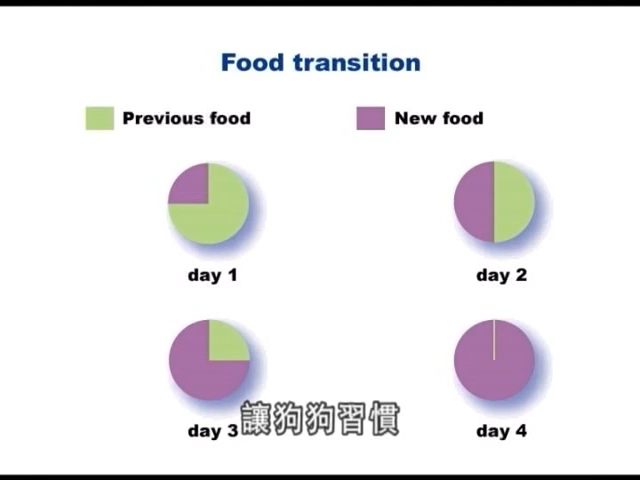 Food transition
Previous food
New food
day 1
day 2
day 3
讓狗狗習慣
day 4